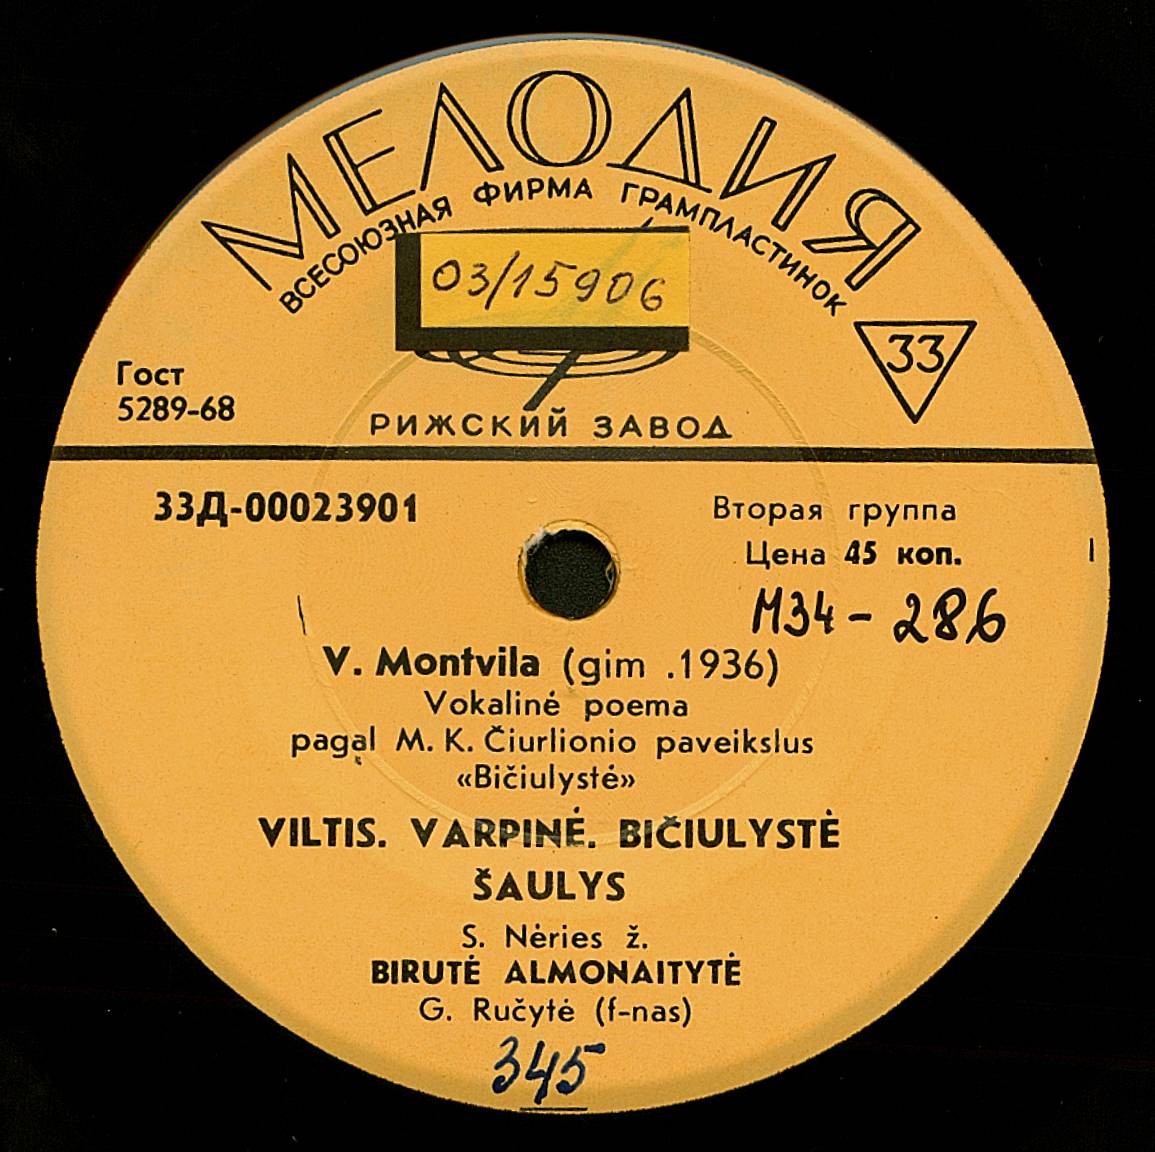 МЕЛОДИЯ
ВСЕСОЮЗНАЯ ФИРМА ГРАМПЛАСТИНОК
03/15906
33
Гост
5289-68
РИЖСКИЙ ЗАВОД
33Д-00023901
Вторая группа
Цена 45 коп.
М34 - 286
V. Montvila (gim .1936)
Vokalinė poema
pagal M. K. Čiurlionio paveikslus
«Bičiulystė»
VILTIS. VARPINĖ. BIČIULYSTĖ
ŠAULYS
S. Nėries ž.
BIRUTĖ ALMONAITYTĖ
G. Ručytė (f-nas)
345